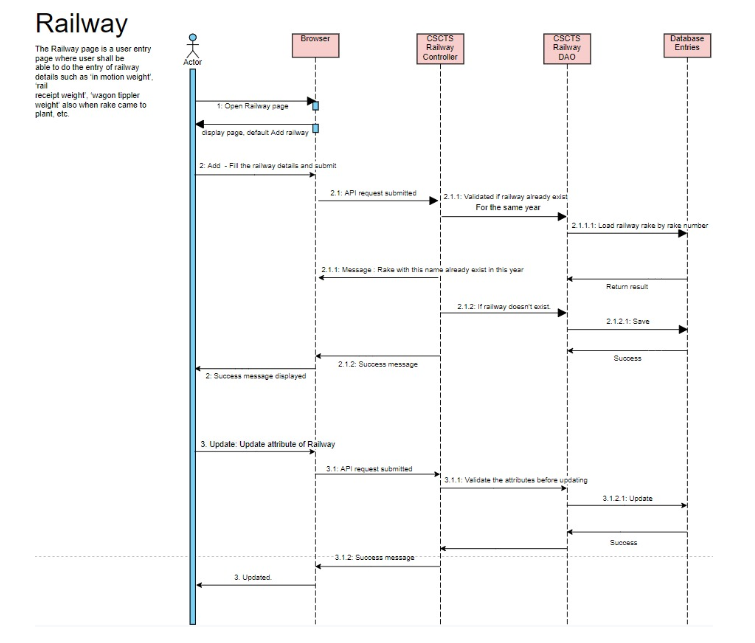 Railway
The Railway page is a user entry
page where user shall be
able to do the entry of railway
details such as 'in motion weight',
'rail
receipt weight', 'wagon tippler
weight' also when rake came to
plant, etc.
Actor
Browser
CSCTS
Railway
Controller
CSCTS
Railway
DAO
Database
Entries
1: Open Railway page
display page, default Add railway
2: Add - Fill the railway details and submit
2.1: API request submitted
2.1.1: Validated if railway already exist
For the same year
2.1.1.1: Load railway rake by rake number
2.1.1: Message : Rake with this name already exist in this year
Return result
2.1.2: If railway doesn't exist.
2.1.2.1: Save
Success
2.1.2: Success message
2: Success message displayed
3. Update: Update attribute of Railway
3.1: API request submitted
3.1.1: Validate the attributes before updating
3.1.2.1: Update
Success
3.1.2: Success message
3. Updated.